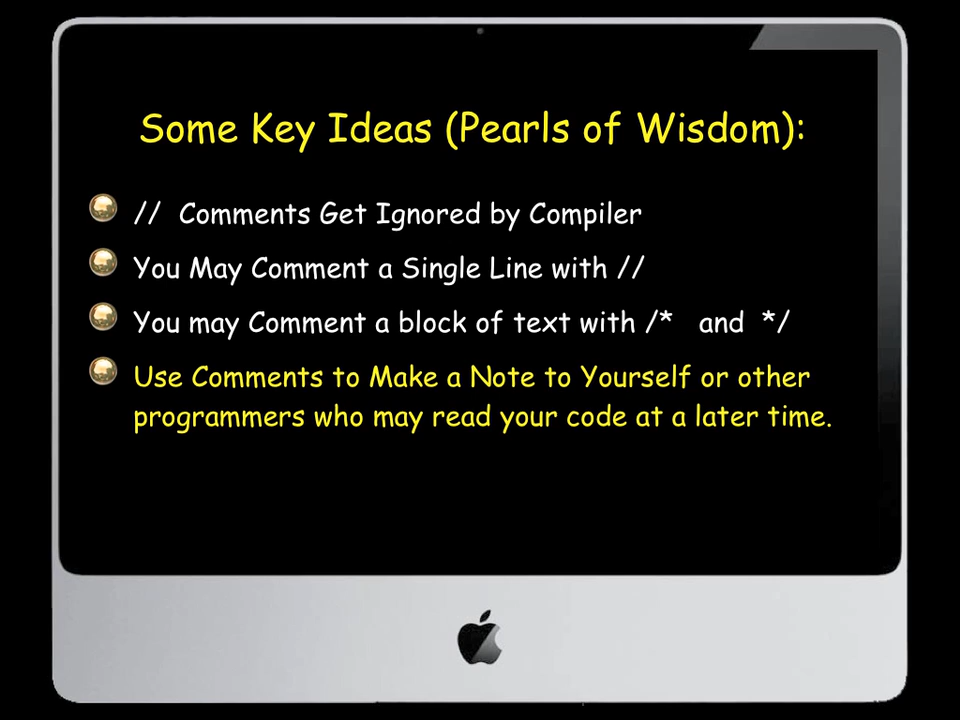 Some Key Ideas (Pearls of Wisdom):
// Comments Get Ignored by Compiler
You May Comment a Single Line with //
You may Comment a block of text with /* and */
Use Comments to Make a Note to Yourself or other
programmers who may read your code at a later time.